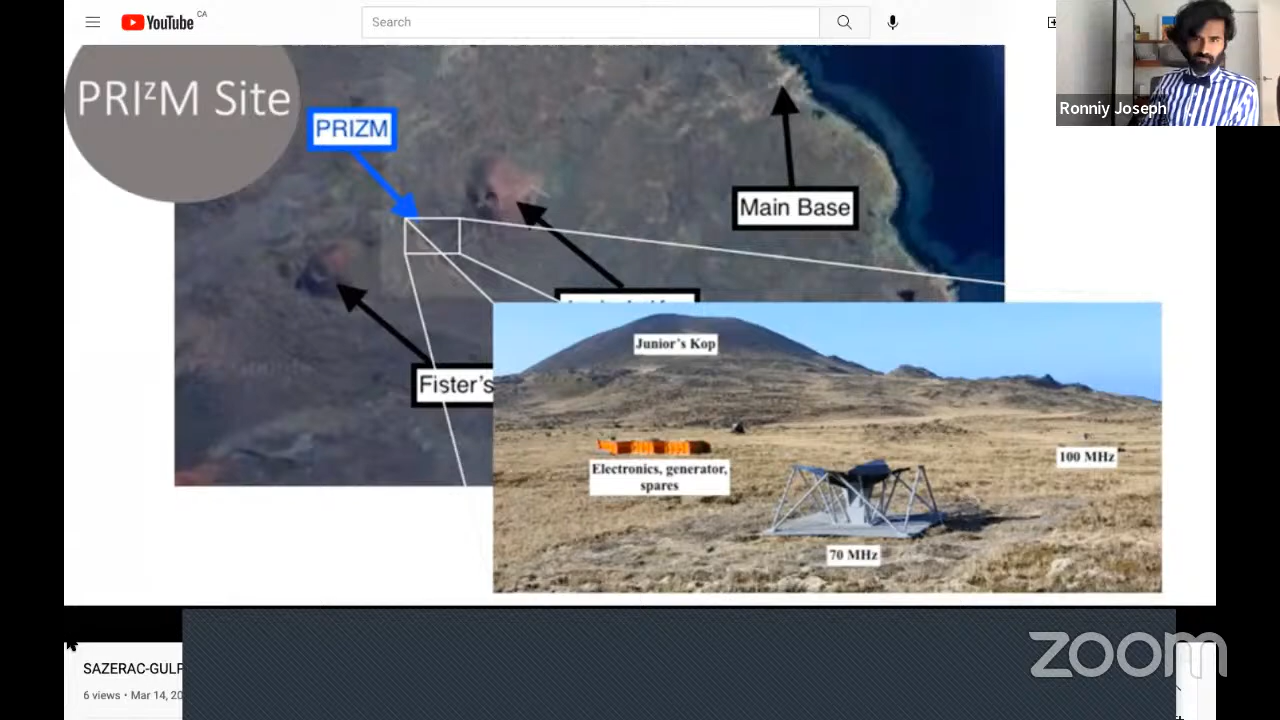 YouTube CA
Search
Ronniy Joseph
PRIᶻM Site
PRIZM
Main Base
Fister's
Junior's Kop
Electronics, generator,
spares
100 MHz
70 MHz
zoom
SAZERAC-GULP
6 views • Mar 14, 20